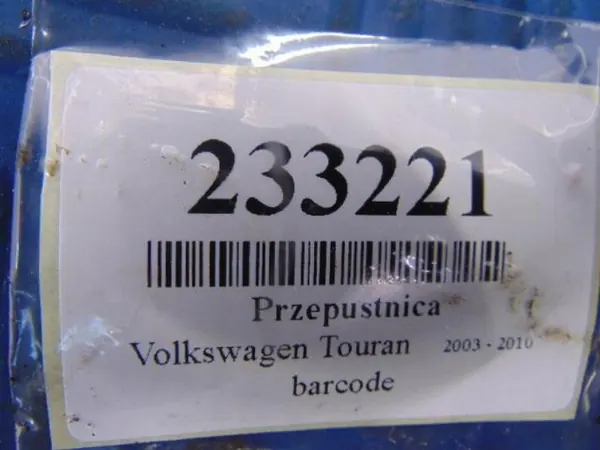 233221
Przepustnica
Volkswagen Touran 2003 - 2010
barcode